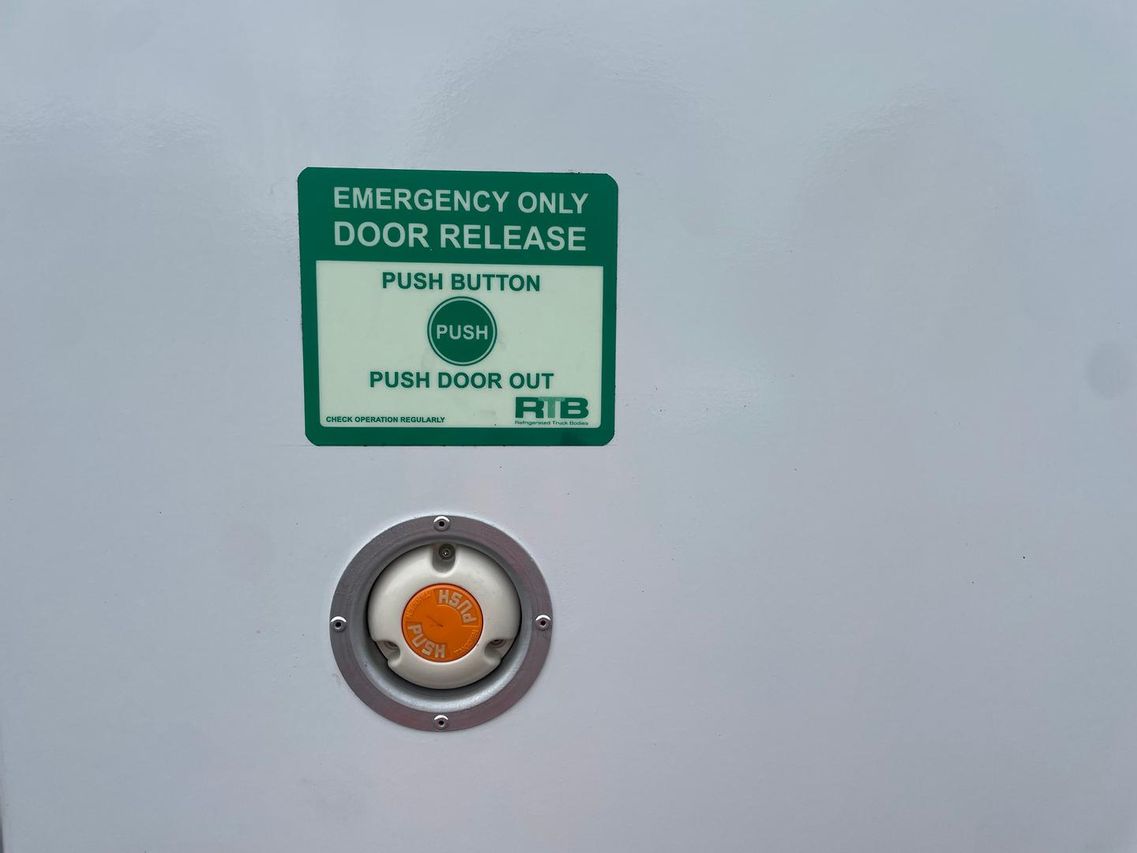 EMERGENCY ONLY
DOOR RELEASE
PUSH BUTTON
PUSH
PUSH DOOR OUT
CHECK OPERATION REGULARLY
RTB
Refrigerated Truck Bodies
PUSH
PUSH